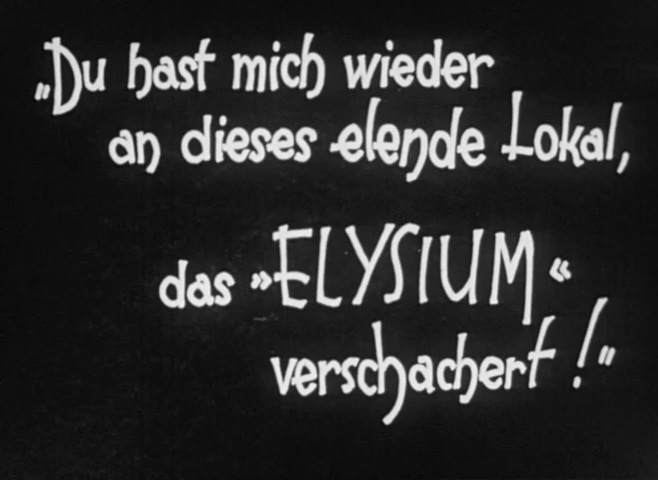 „Du hast mich wieder
an dieses elende Lokal,
das »ELYSIUM«
verschachert!"